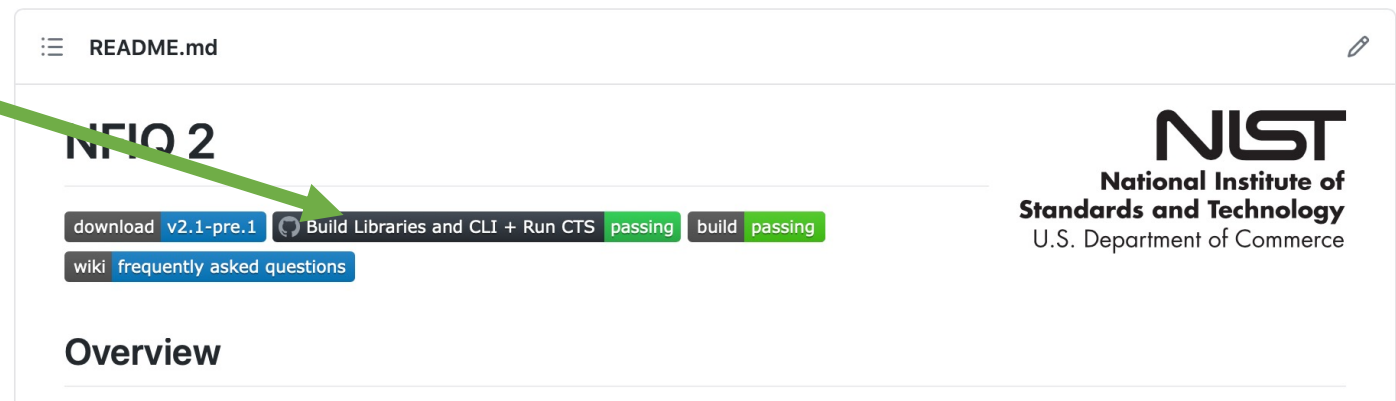 README.md
NFIQ 2
NIST
National Institute of
Standards and Technology
U.S. Department of Commerce
download v2.1-pre.1 Build Libraries and CLI + Run CTS passing build passing
wiki frequently asked questions
Overview